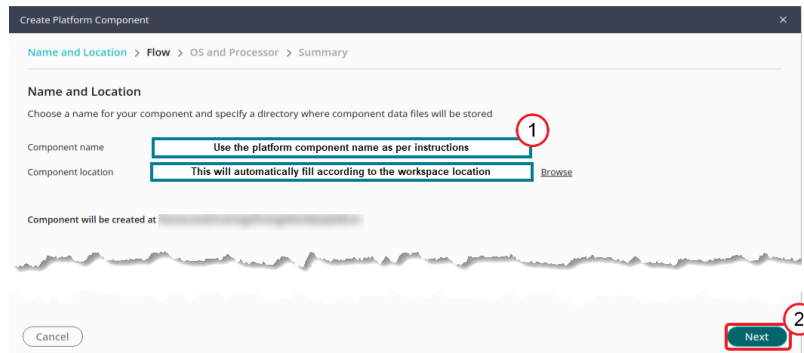 Create Platform Component ×
Name and Location > Flow > OS and Processor > Summary
Name and Location
Choose a name for your component and specify a directory where component data files will be stored
1
Component name Use the platform component name as per instructions
Component location This will automatically fill according to the workspace location Browse
Component will be created at
2
Cancel Next